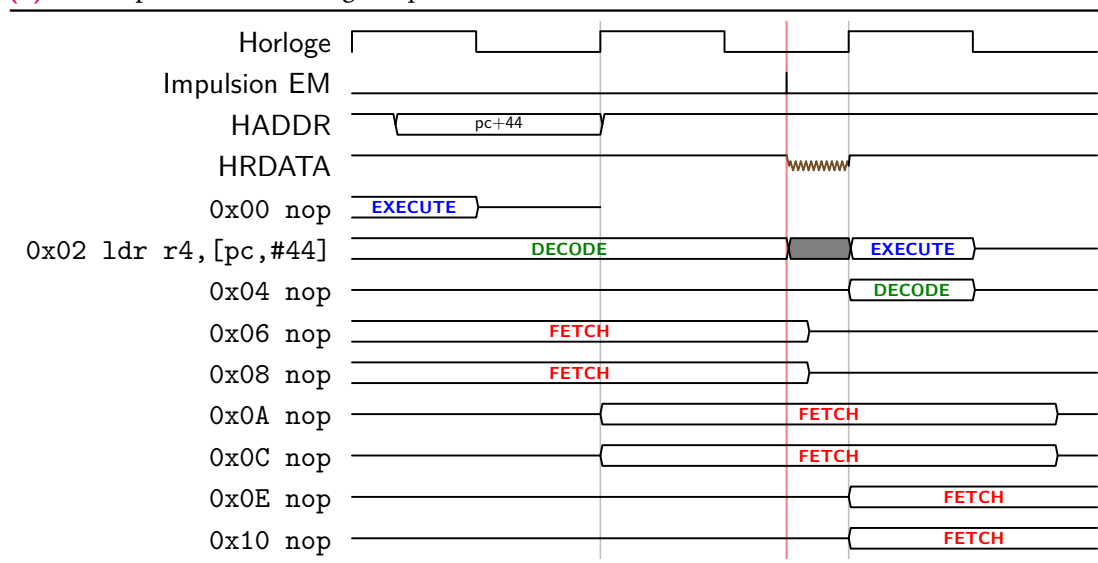 Horloge
Impulsion EM
HADDR pc+44
HRDATA
0x00 nop EXECUTE
0x02 ldr r4,[pc,#44] DECODE EXECUTE
0x04 nop DECODE
0x06 nop FETCH
0x08 nop FETCH
0x0A nop FETCH
0x0C nop FETCH
0x0E nop FETCH
0x10 nop FETCH